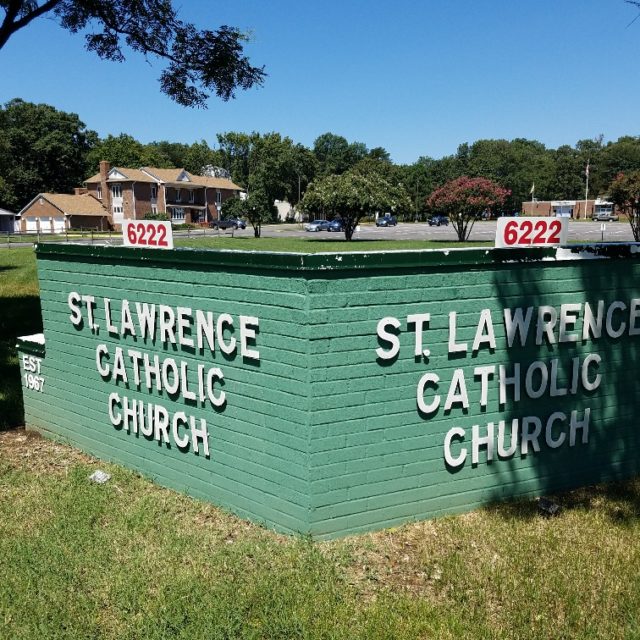 6222
6222
ST. LAWRENCE
CATHOLIC
CHURCH
EST
1967
ST. LAWRENCE
CATHOLIC
CHURCH